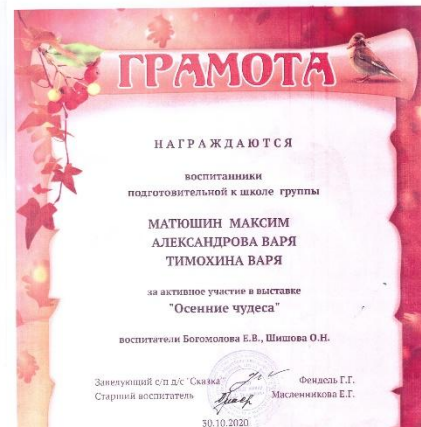 ГРАМОТА
НАГРАЖДАЮТСЯ
воспитанники
подготовительной к школе группы
МАТЮШИН МАКСИМ
АЛЕКСАНДРОВА ВАРЯ
ТИМОХИНА ВАРЯ
за активное участие в выставке
"Осенние чудеса"
воспитатели Богомолова Е.В., Шишова О.Н.
Заведующий с/п д/с "Сказка" Фендель Г.Г.
Старший воспитатель Масленникова Е.Г.
30.10.2020